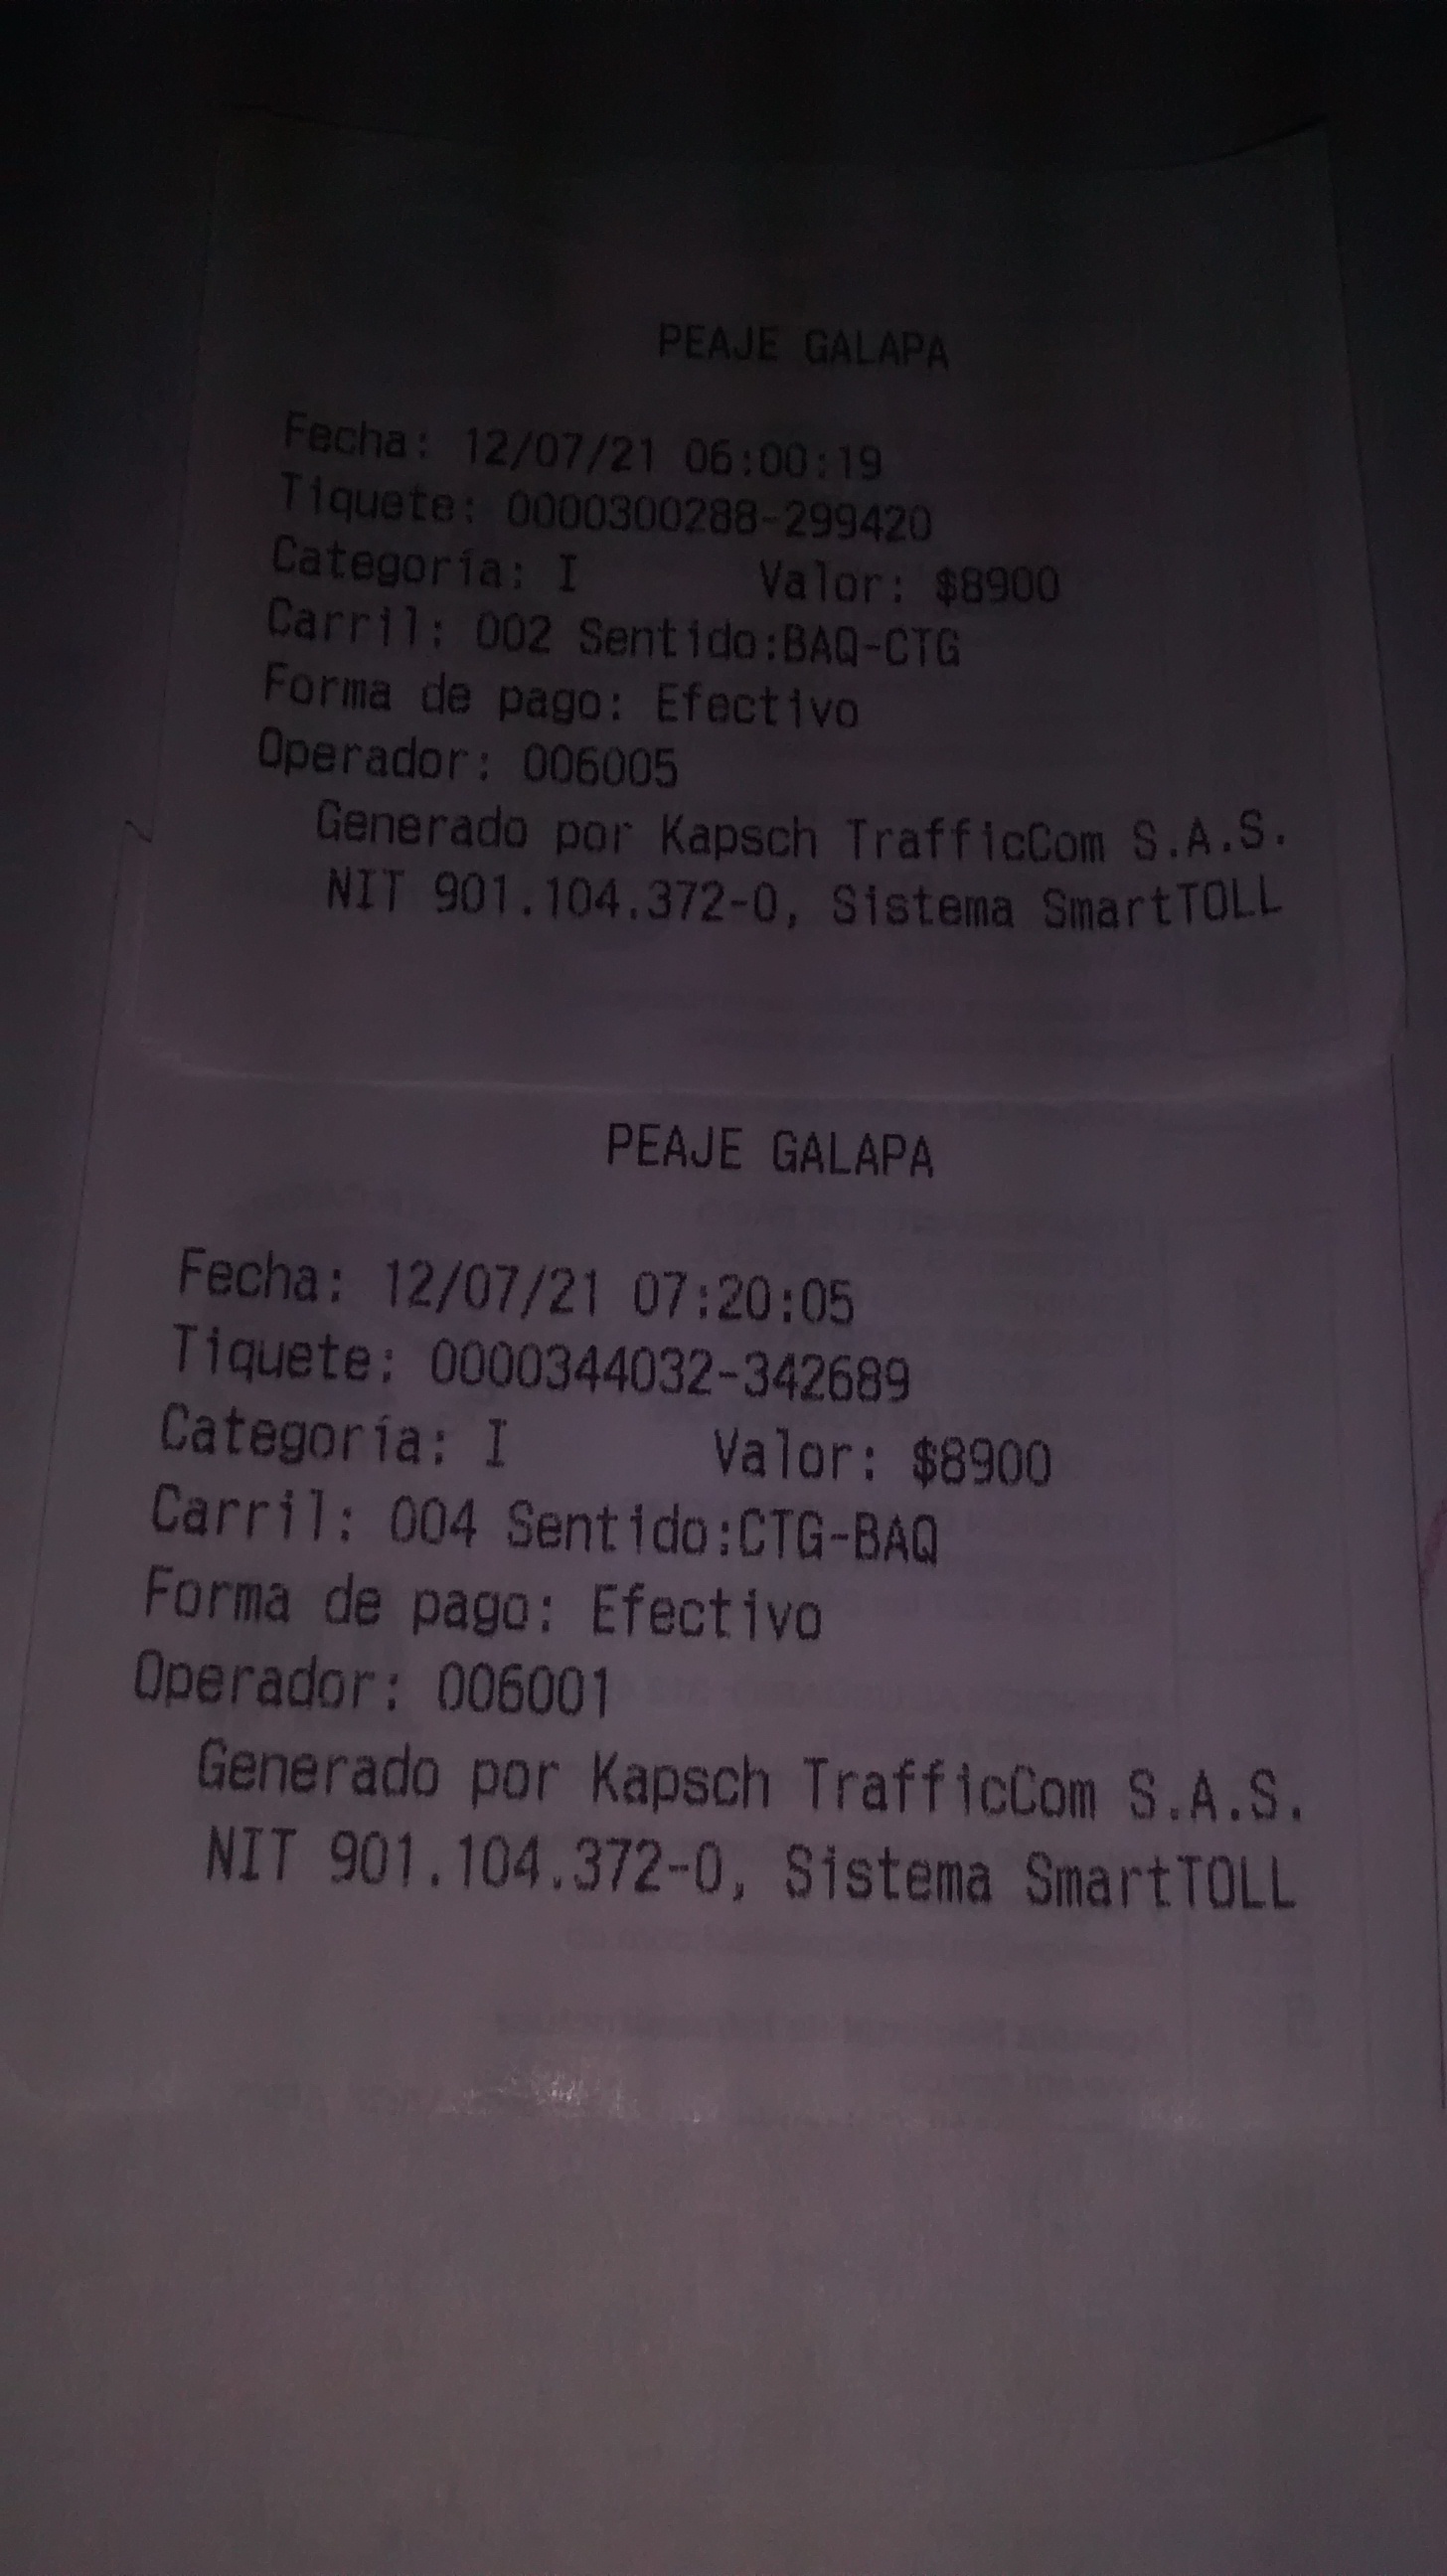 PEAJE GALAPA
Fecha: 12/07/21 06:00:19
Tiquete: 0000300288-299420
Categoría: I Valor: $8900
Carril: 002 Sentido:BAQ-CTG
Forma de pago: Efectivo
Operador: 006005
Generado por Kapsch TrafficCom S.A.S.
NIT 901.104.372-0, Sistema SmartTOLL
PEAJE GALAPA
Fecha: 12/07/21 07:20:05
Tiquete: 0000344032-342689
Categoría: I Valor: $8900
Carril: 004 Sentido:CTG-BAQ
Forma de pago: Efectivo
Operador: 006001
Generado por Kapsch TrafficCom S.A.S.
NIT 901.104.372-0, Sistema SmartTOLL